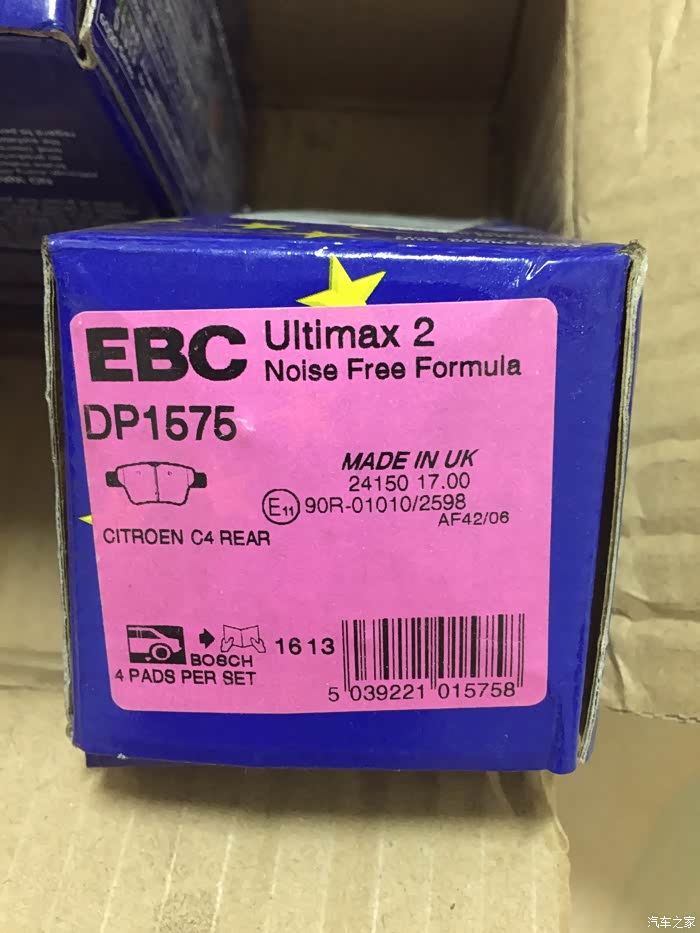 EBC Ultimax 2
Noise Free Formula
DP1575
MADE IN UK
24150 17.00
E11 90R-01010/2598
AF42/06
CITROEN C4 REAR
BOSCH
1613
4 PADS PER SET
5 039221 015758
汽车之家